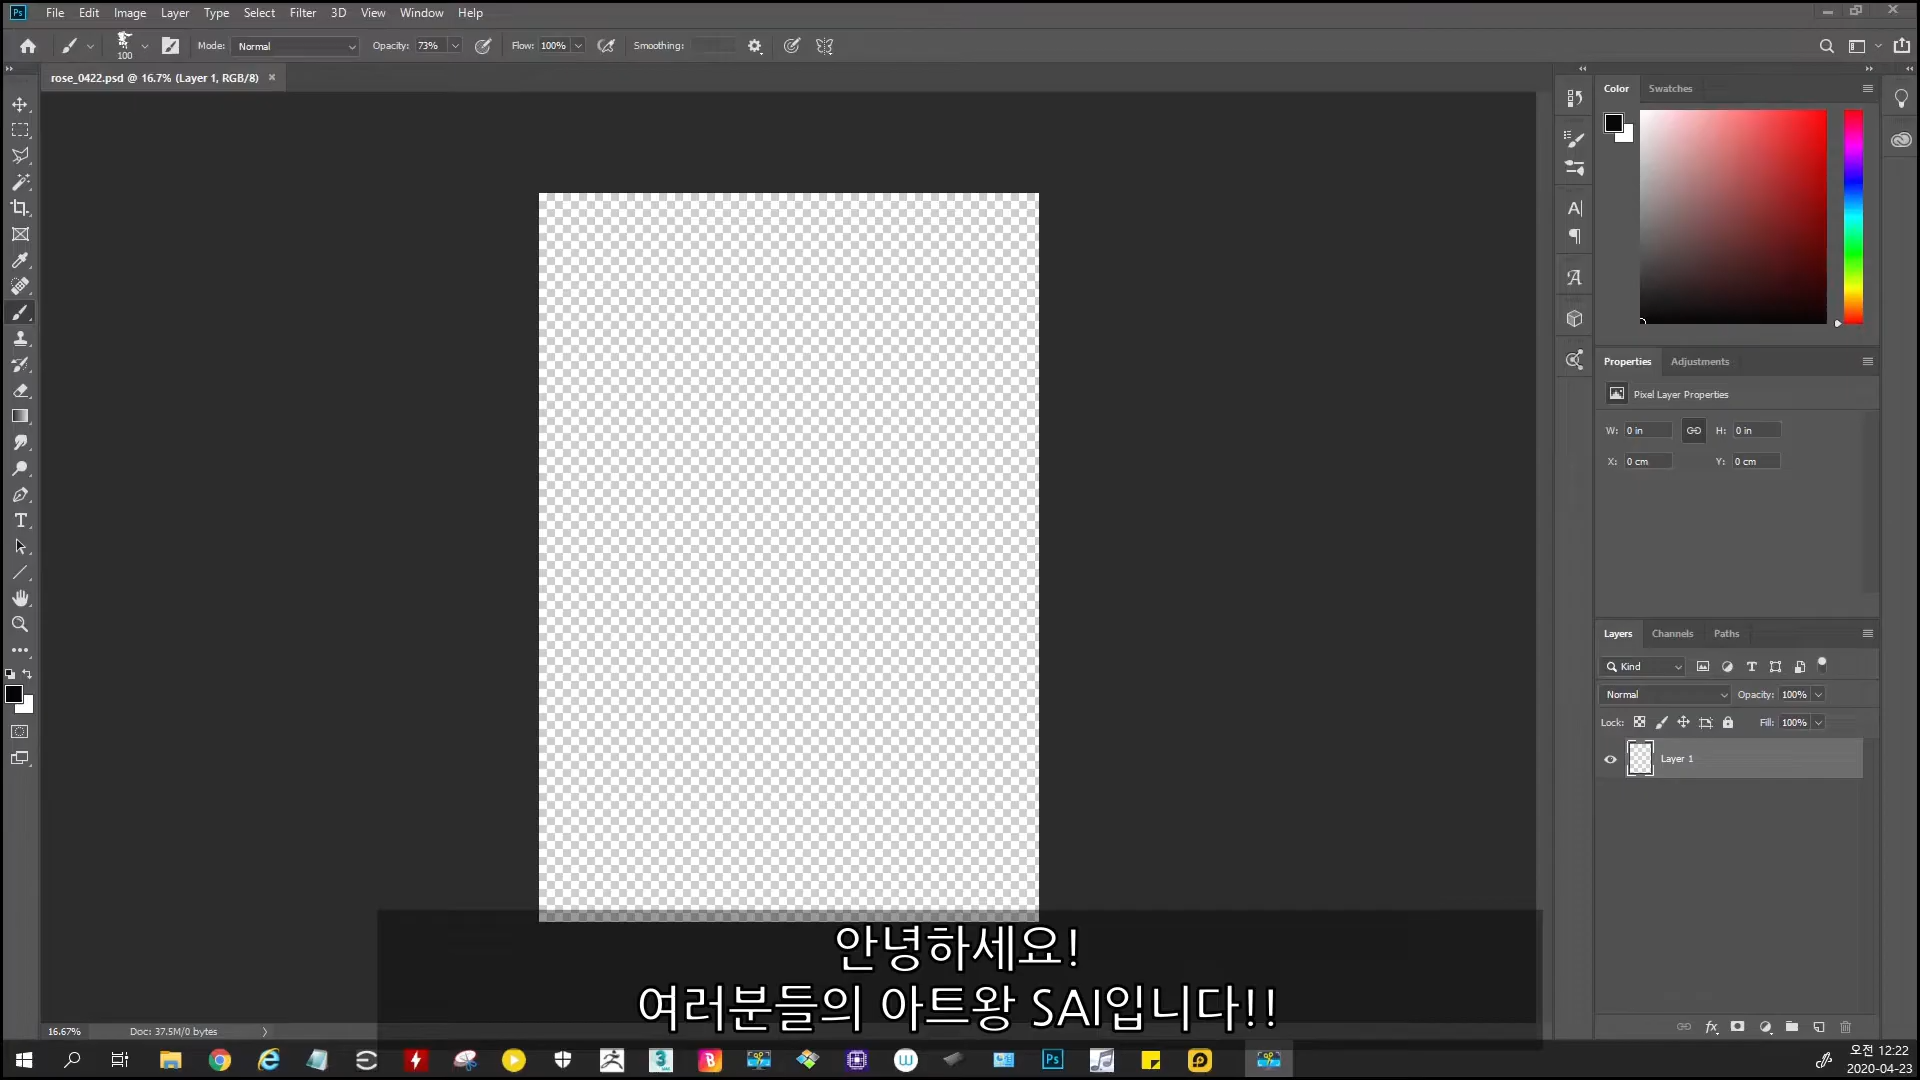 Ps File Edit Image Layer Type Select Filter 3D View Window Help
100 Mode: Normal Opacity: 73% Flow: 100% Smoothing:
rose_0422.psd @ 16.7% (Layer 1, RGB/8) ×
Color Swatches
Properties Adjustments
Pixel Layer Properties
W: 0 in H: 0 in
X: 0 cm Y: 0 cm
Layers Channels Paths
Kind
Normal Opacity: 100%
Lock: Fill: 100%
Layer 1
안녕하세요!
여러분들의 아트왕 SAI입니다!!
16.67% Doc: 37.5M/0 bytes
오전 12:22
2020-04-23